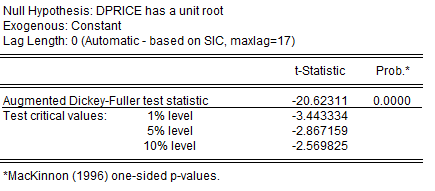 Null Hypothesis: DPRICE has a unit root
Exogenous: Constant
Lag Length: 0 (Automatic - based on SIC, maxlag=17)
t-Statistic Prob.*
Augmented Dickey-Fuller test statistic -20.62311 0.0000
Test critical values: 1% level -3.443334
5% level -2.867159
10% level -2.569825
*MacKinnon (1996) one-sided p-values.